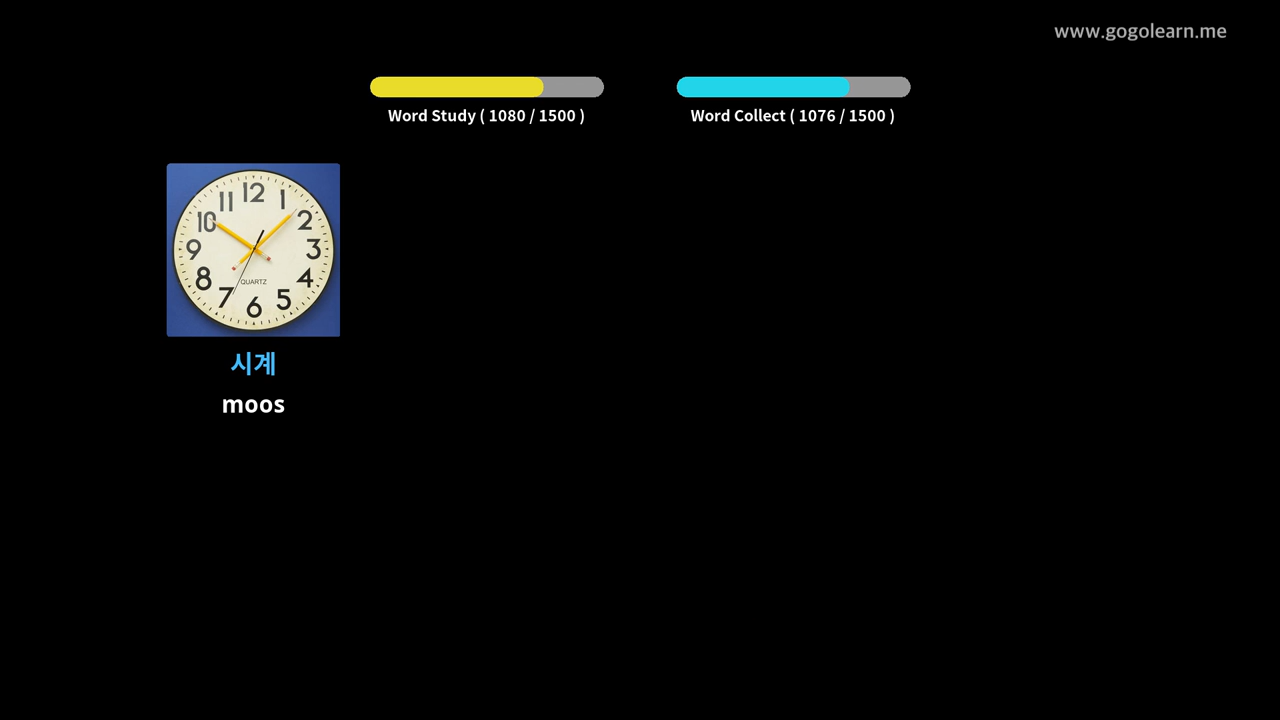 www.gogolearn.me
Word Study ( 1080 / 1500 )
Word Collect ( 1076 / 1500 )
12
11
1
10
2
9
3
8
4
7
5
6
QUARTZ
시계
moos